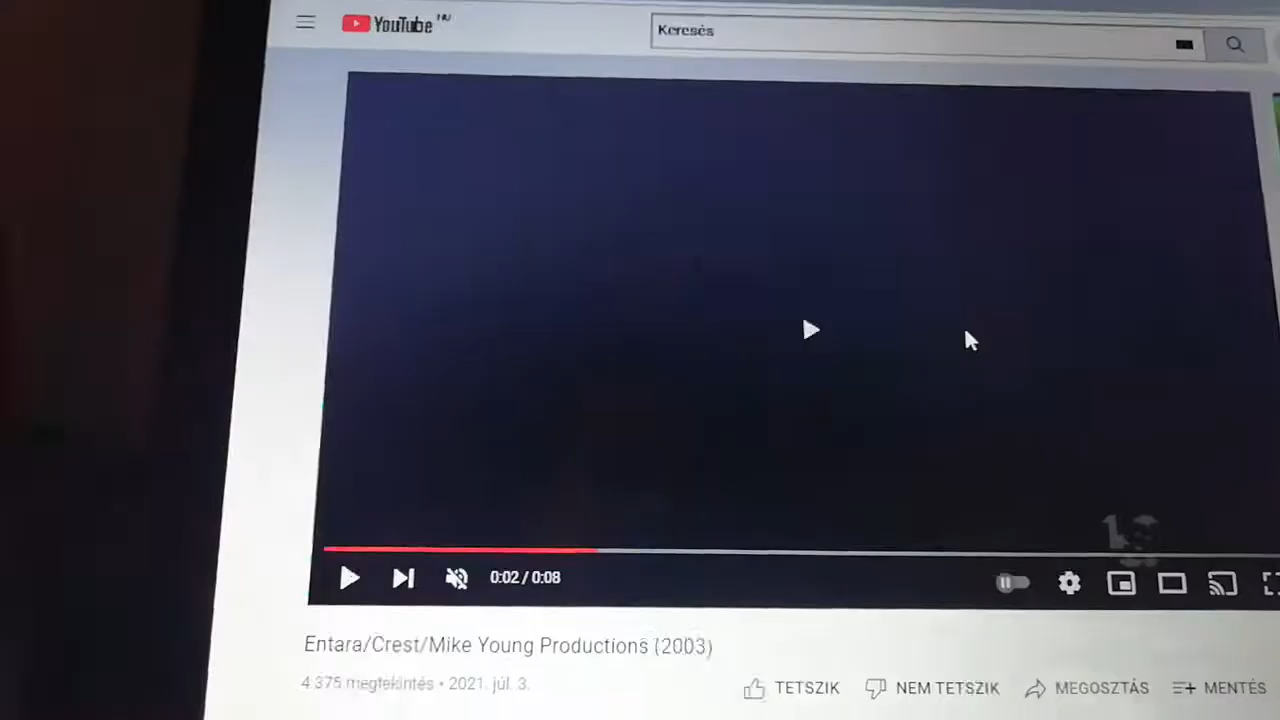 YouTube HU
Keresés
0:02 / 0:08
Entara/Crest/Mike Young Productions (2003)
4 375 megtekintés • 2021. júl. 3.
TETSZIK
NEM TETSZIK
MEGOSZTÁS
MENTÉS